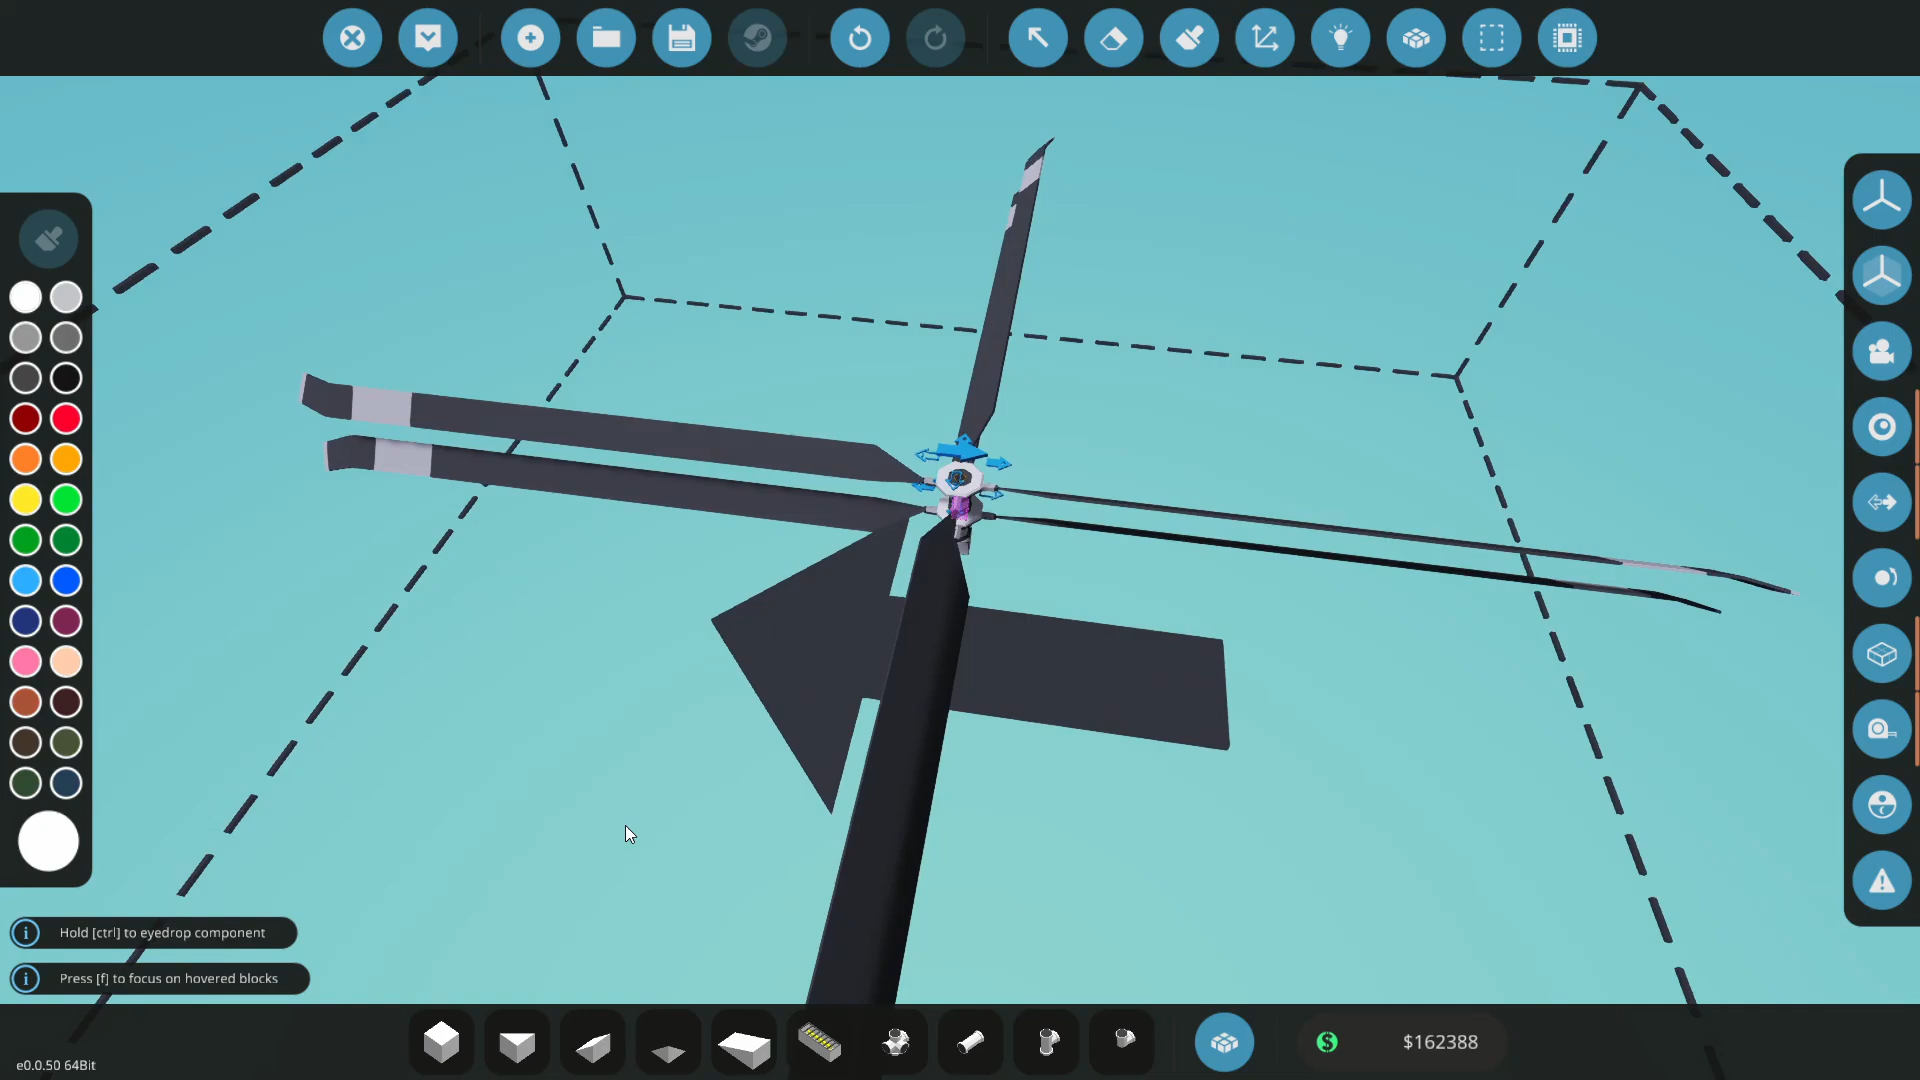 Hold [ctrl] to eyedrop component
Press [f] to focus on hovered blocks
$ $162388
e0.0.50 64Bit